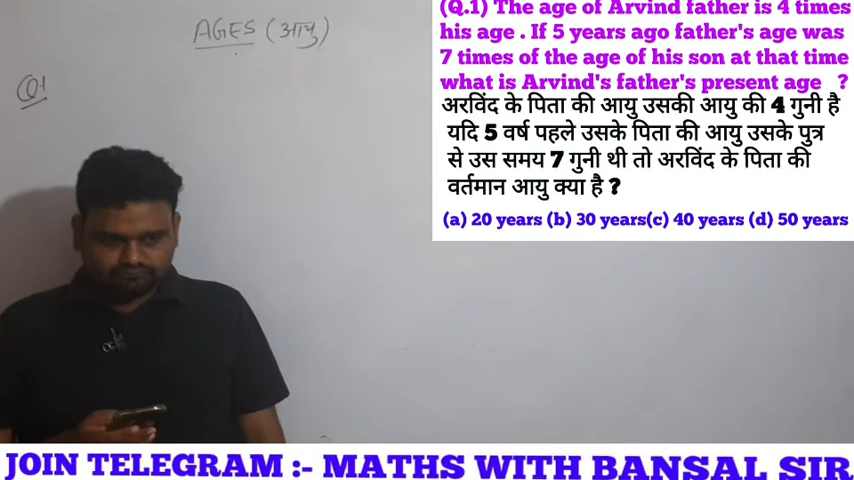 AGES (आयु)
Q.1
(Q.1) The age of Arvind father is 4 times
his age . If 5 years ago father's age was
7 times of the age of his son at that time
what is Arvind's father's present age ?
अरविंद के पिता की आयु उसकी आयु की 4 गुनी है
यदि 5 वर्ष पहले उसके पिता की आयु उसके पुत्र
से उस समय 7 गुनी थी तो अरविंद के पिता की
वर्तमान आयु क्या है ?
(a) 20 years (b) 30 years(c) 40 years (d) 50 years
JOIN TELEGRAM :- MATHS WITH BANSAL SIR